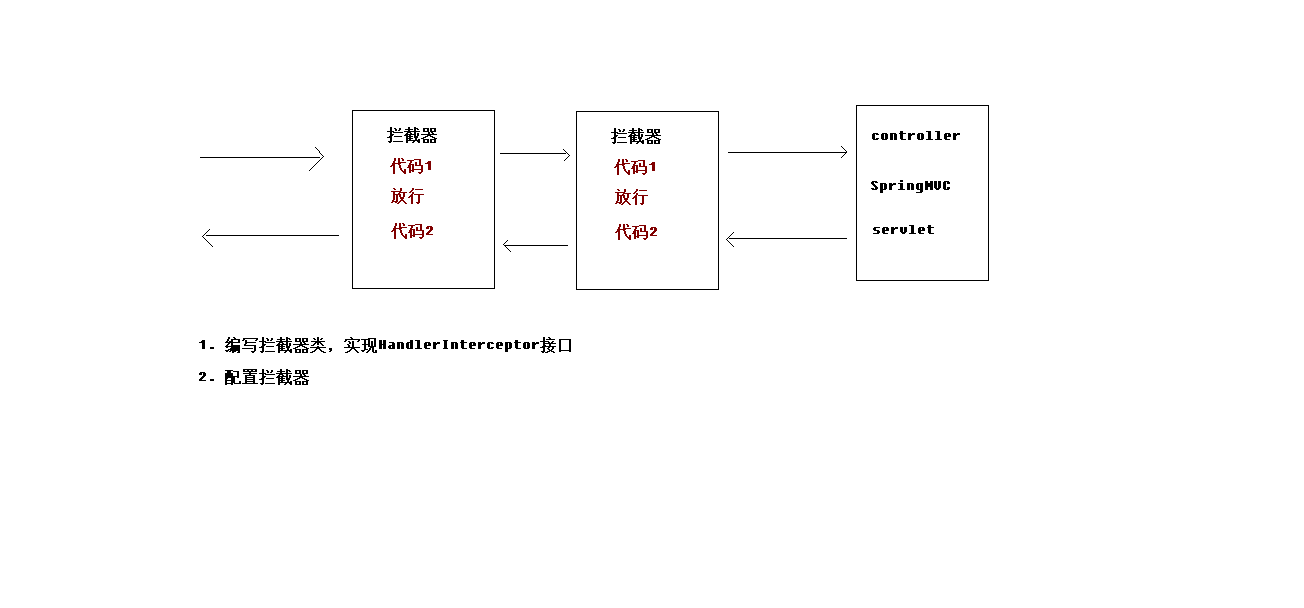 拦截器
代码1
放行
代码2
拦截器
代码1
放行
代码2
controller
SpringMVC
servlet
1. 编写拦截器类，实现HandlerInterceptor接口
2. 配置拦截器